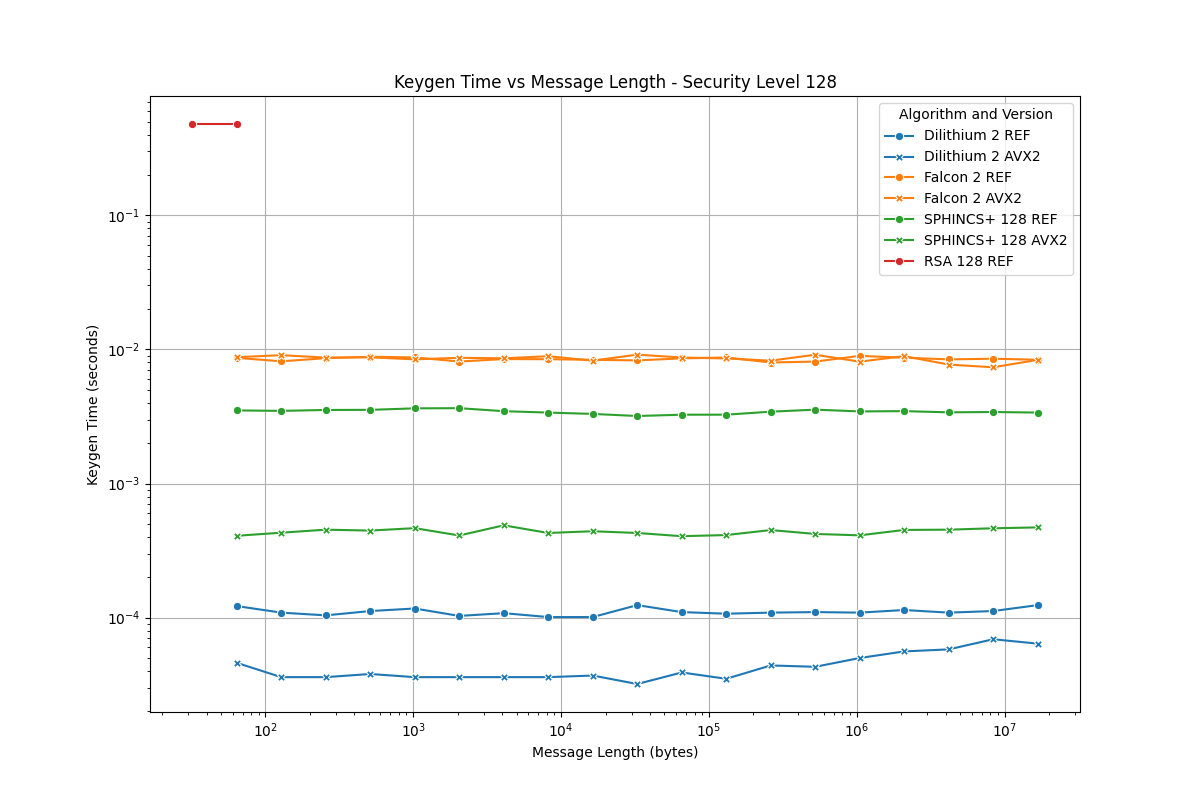 Keygen Time vs Message Length - Security Level 128
Algorithm and Version
Dilithium 2 REF
Dilithium 2 AVX2
Falcon 2 REF
Falcon 2 AVX2
SPHINCS+ 128 REF
SPHINCS+ 128 AVX2
RSA 128 REF
Keygen Time (seconds)
10⁻¹
10⁻²
10⁻³
10⁻⁴
10² 10³ 10⁴ 10⁵ 10⁶ 10⁷
Message Length (bytes)